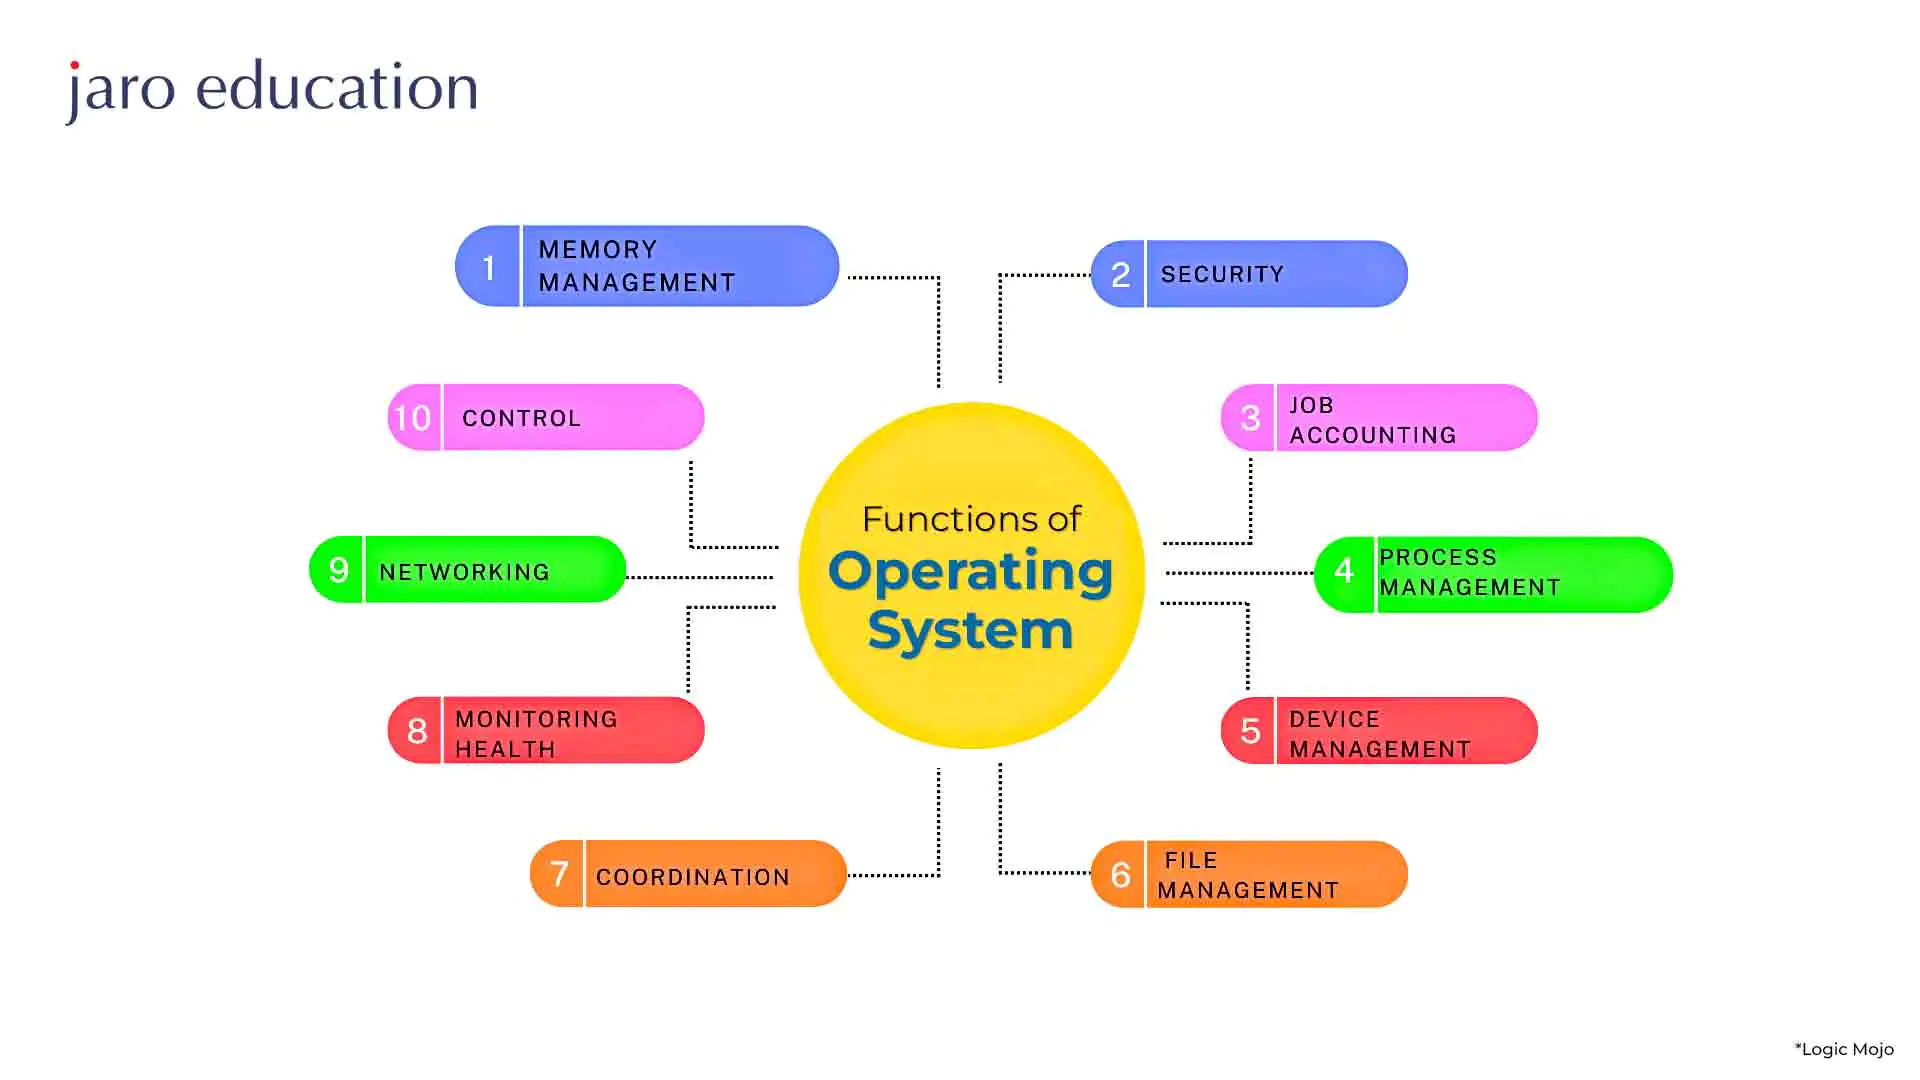 jaro education
1
MEMORY
MANAGEMENT
2
SECURITY
10
CONTROL
3
JOB
ACCOUNTING
Functions of
Operating
System
9
NETWORKING
4
PROCESS
MANAGEMENT
8
MONITORING
HEALTH
5
DEVICE
MANAGEMENT
7
COORDINATION
6
FILE
MANAGEMENT
*Logic Mojo